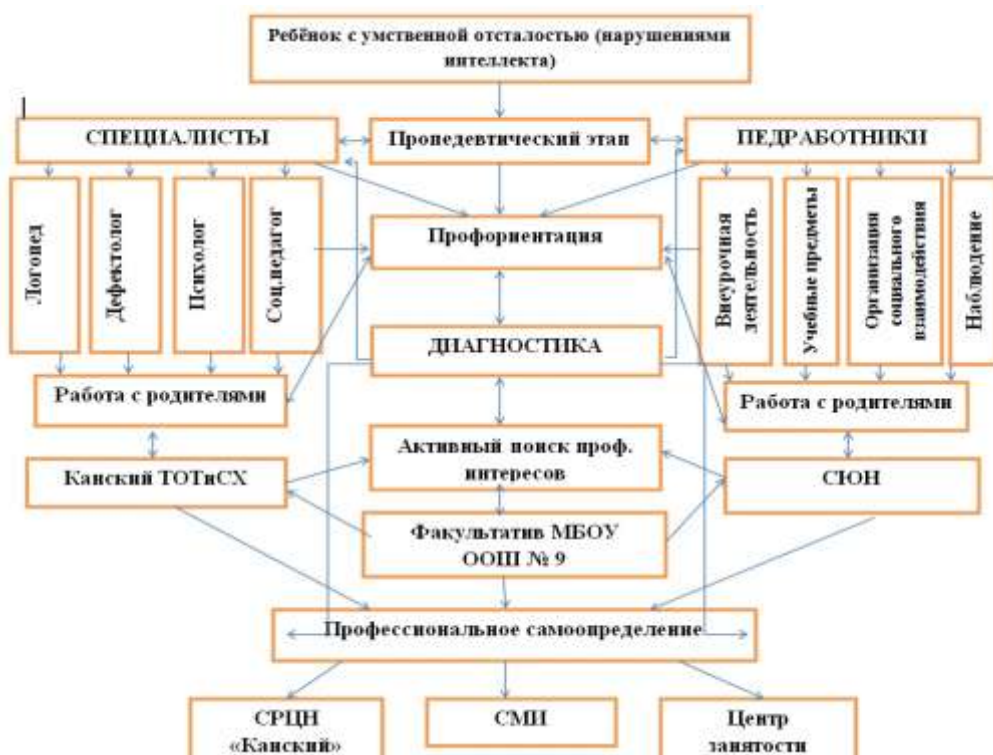 Ребёнок с умственной отсталостью (нарушениями
интеллекта)
СПЕЦИАЛИСТЫ
Пропедевтический этап
ПЕДРАБОТНИКИ
Логопед
Дефектолог
Психолог
Соц.педагог
Профориентация
Внеурочная
деятельность
Учебные предметы
Организация
социального
взаимодействия
Наблюдение
ДИАГНОСТИКА
Работа с родителями
Работа с родителями
Активный поиск проф.
интересов
Канский ТОТиСХ
СЮН
Факультатив МБОУ
ООШ № 9
Профессиональное самоопределение
СРЦН
«Канский»
СМИ
Центр
занятости